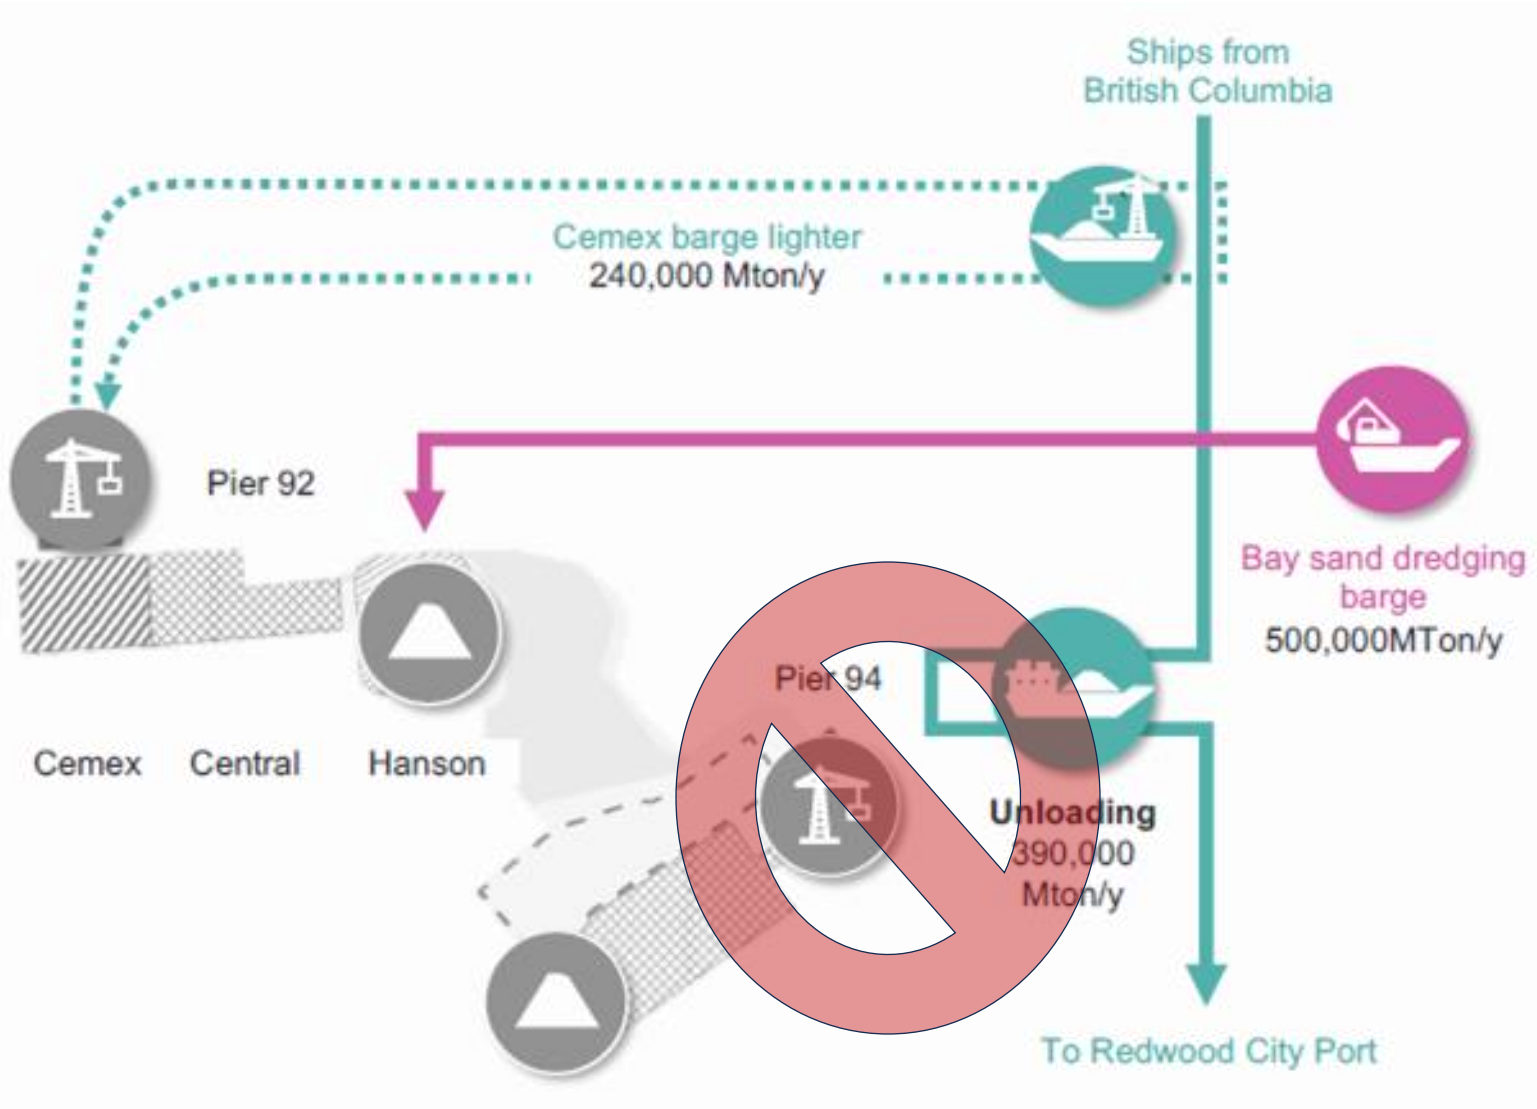 Ships from
British Columbia
Cemex barge lighter
240,000 Mton/y
Pier 92
Bay sand dredging
barge
500,000MTon/y
Pier 94
Cemex
Central
Hanson
Unloading
390,000
Mton/y
To Redwood City Port